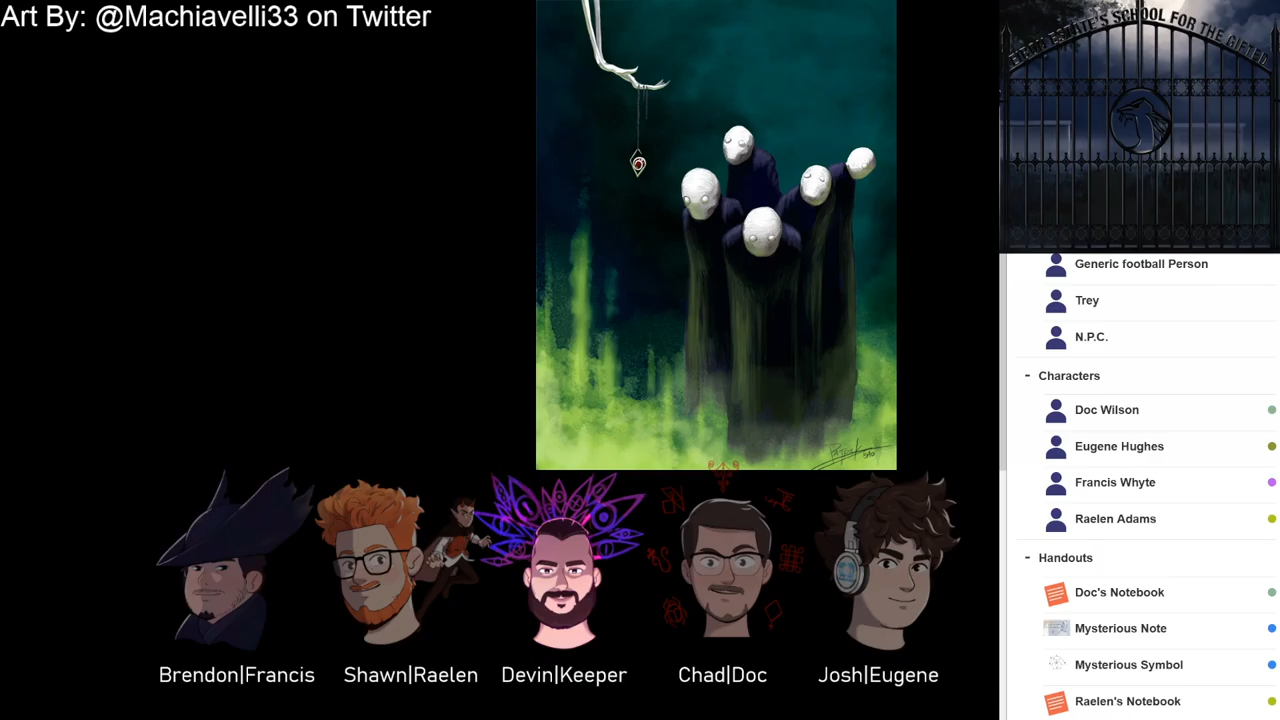 Art By: @Machiavelli33 on Twitter
ESTATE'S SCHOOL FOR THE GIFTED
Generic football Person
Trey
N.P.C.
- Characters
Doc Wilson
Eugene Hughes
Francis Whyte
Raelen Adams
- Handouts
Doc's Notebook
Mysterious Note
Mysterious Symbol
Raelen's Notebook
Brendon|Francis
Shawn|Raelen
Devin|Keeper
Chad|Doc
Josh|Eugene